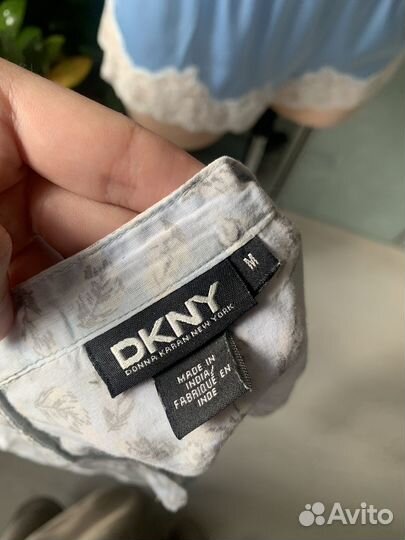 M
DKNY
DONNA KARAN NEW YORK
MADE IN
INDIA/
FABRIQUÉ EN
INDE
Avito